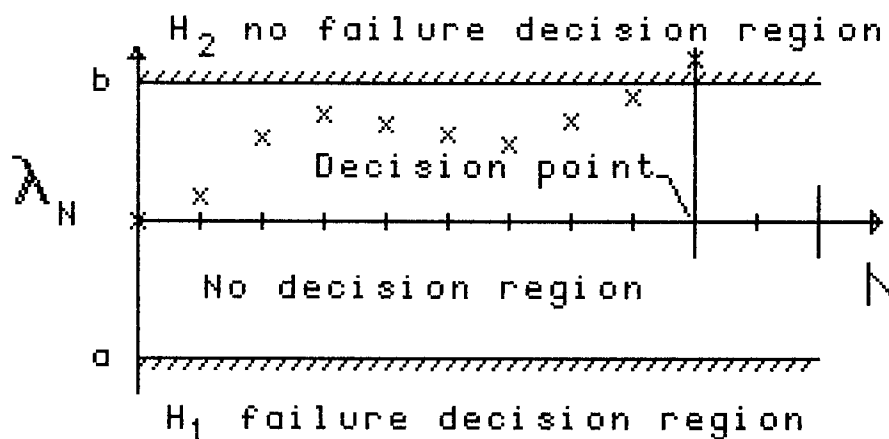 H₂ no failure decision region
b
Decision point
λN
No decision region
N
a
H₁ failure decision region